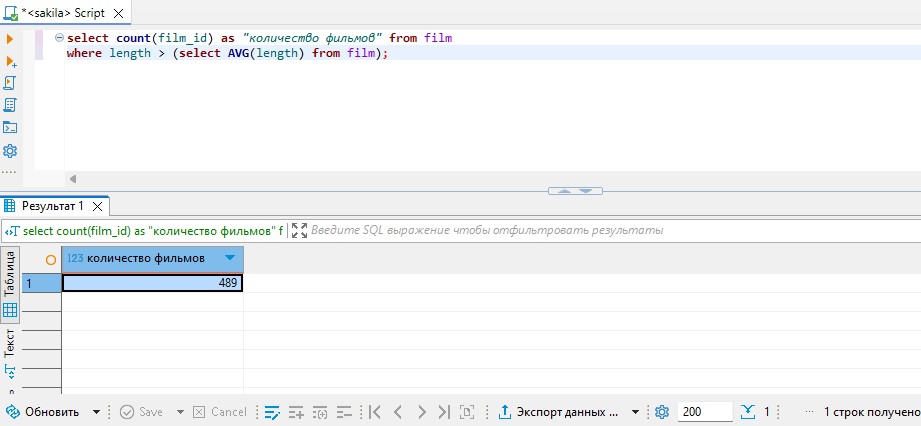 *<sakila> Script
select count(film_id) as "количество фильмов" from film
where length > (select AVG(length) from film);
Результат 1
select count(film_id) as "количество фильмов" f
Введите SQL выражение чтобы отфильтровать результаты
Таблица
123 количество фильмов
1
489
Текст
Обновить
Save
Cancel
Экспорт данных ...
200
1
1 строк получено